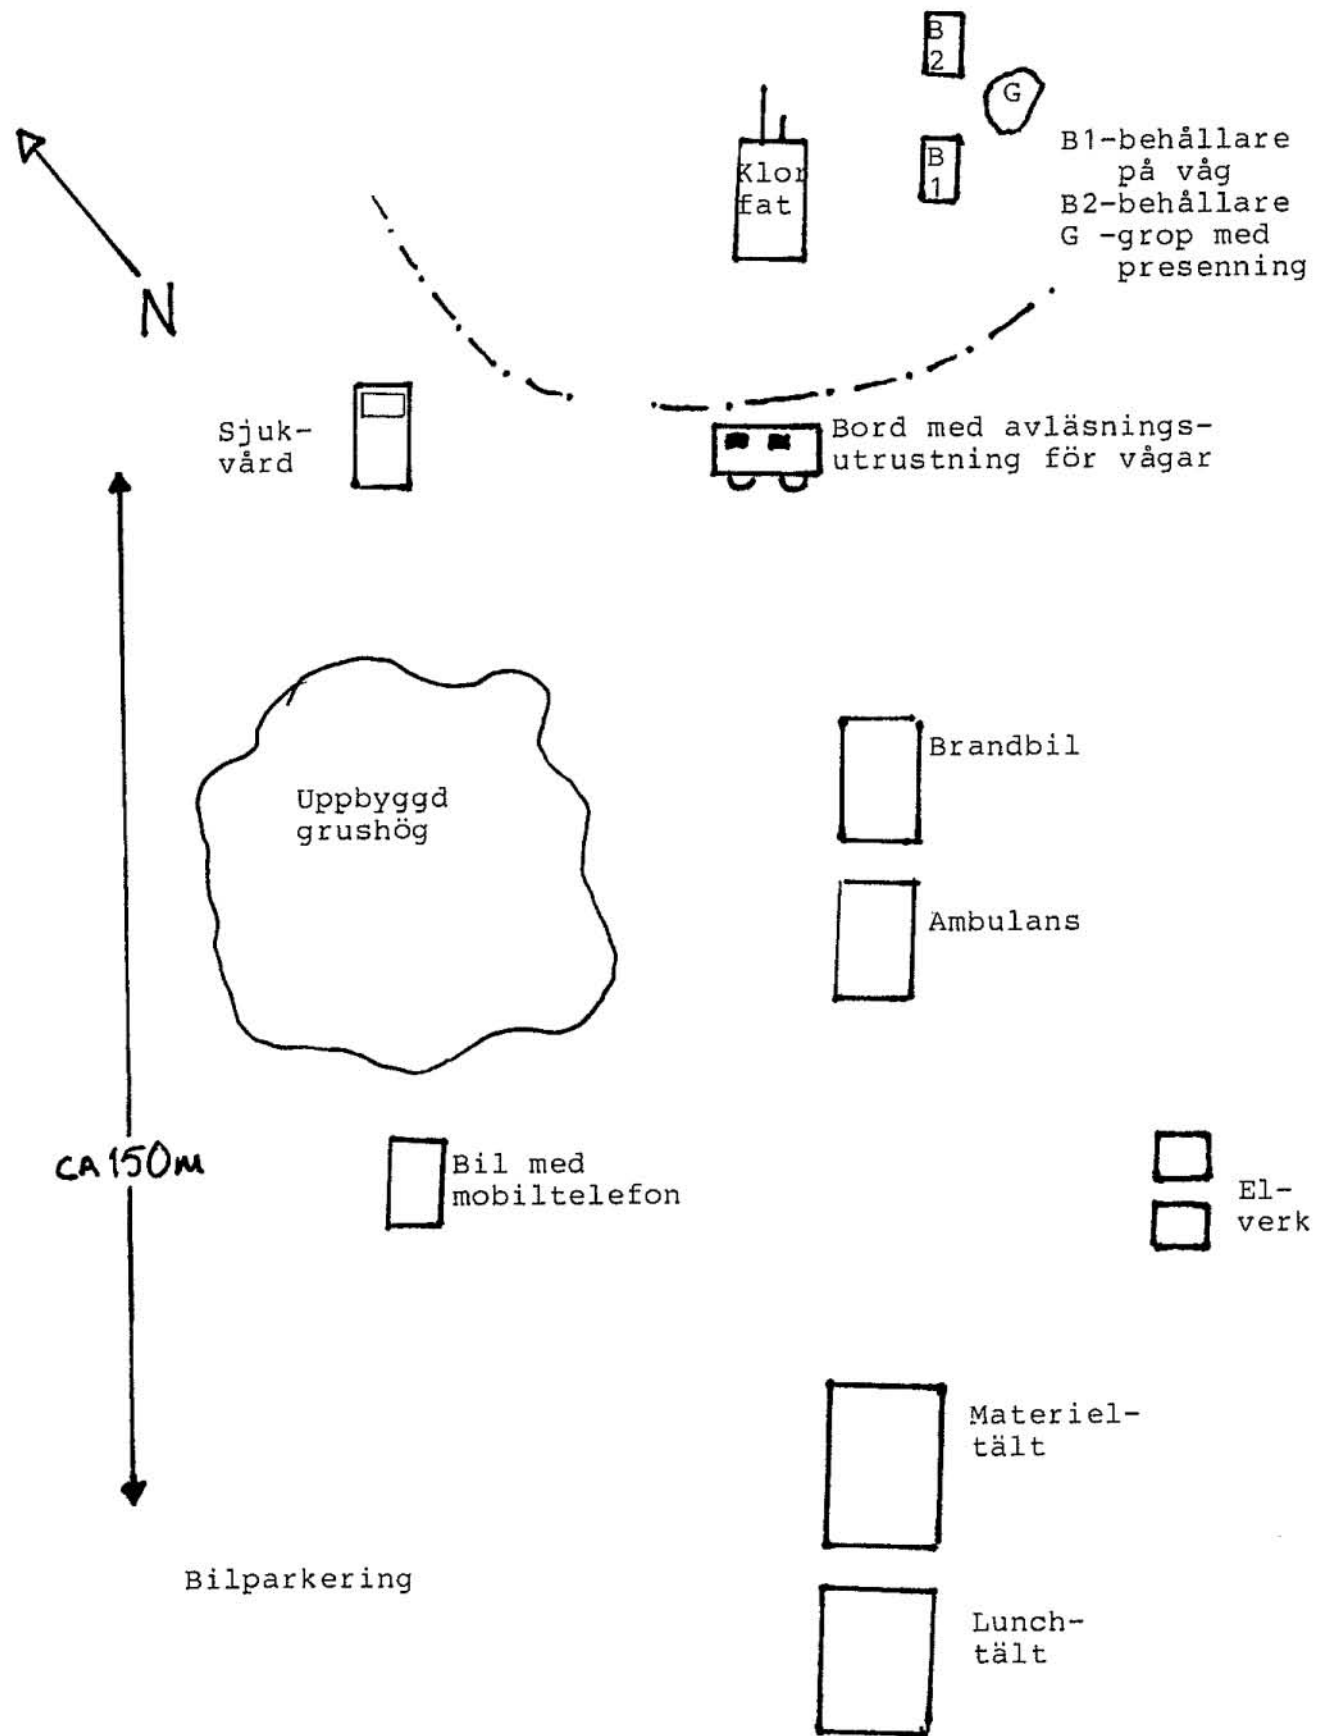 B
2
G
B1-behållare
på våg
B2-behållare
G -grop med
presenning
Klor
fat
B
1
N
Sjuk-
vård
Bord med avläsnings-
utrustning för vågar
Brandbil
Uppbyggd
grushög
Ambulans
CA 150M
Bil med
mobiltelefon
El-
verk
Materiel-
tält
Bilparkering
Lunch-
tält